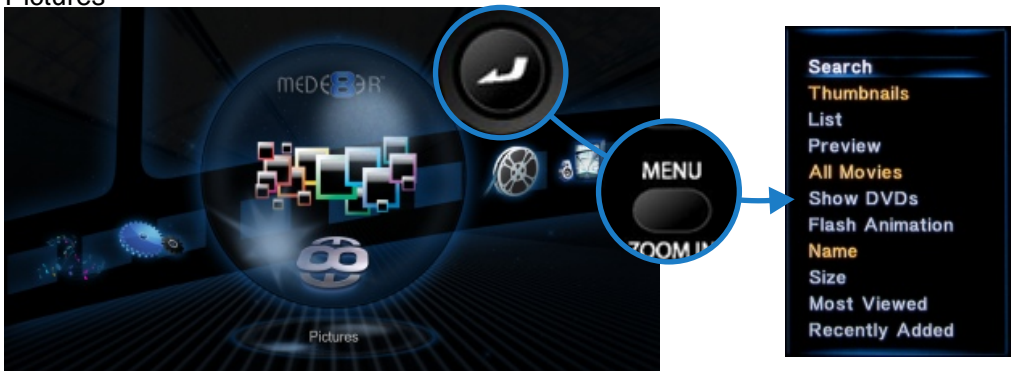 Pictures
MEDE8ER™
Pictures
MENU
ZOOM IN
Search
Thumbnails
List
Preview
All Movies
Show DVDs
Flash Animation
Name
Size
Most Viewed
Recently Added